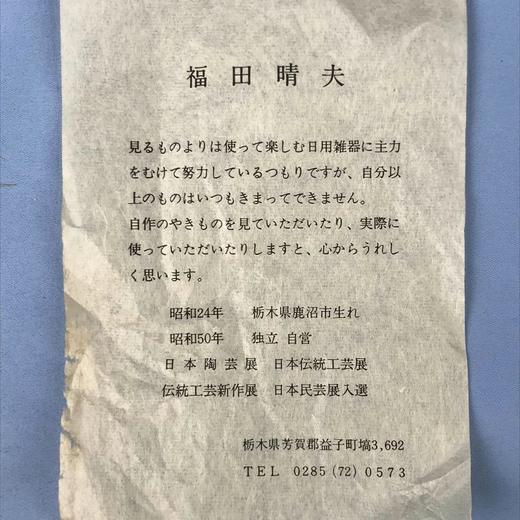 福田晴夫
見るものよりは使って楽しむ日用雑器に主力
をむけて努力しているつもりですが、自分以
上のものはいつもきまってできません。
自作のやきものを見ていただいたり、実際に
使っていただいたりしますと、心からうれし
く思います。
昭和24年 栃木県鹿沼市生れ
昭和50年 独立 自営
日本陶芸展 日本伝統工芸展
伝統工芸新作展 日本民芸展入選
栃木県芳賀郡益子町塙3,692
TEL 0285(72)0573